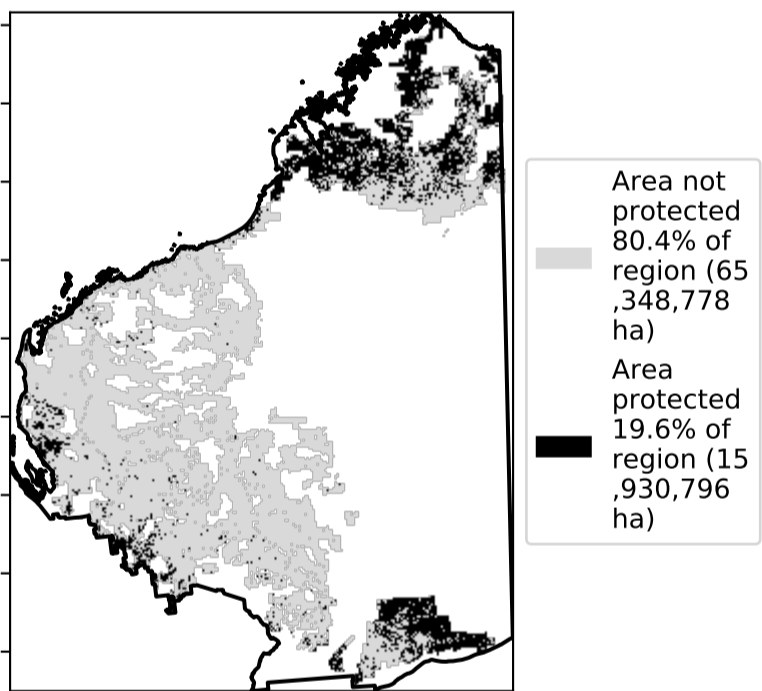 Area not
protected
80.4% of
region (65
,348,778
ha)
Area
protected
19.6% of
region (15
,930,796
ha)